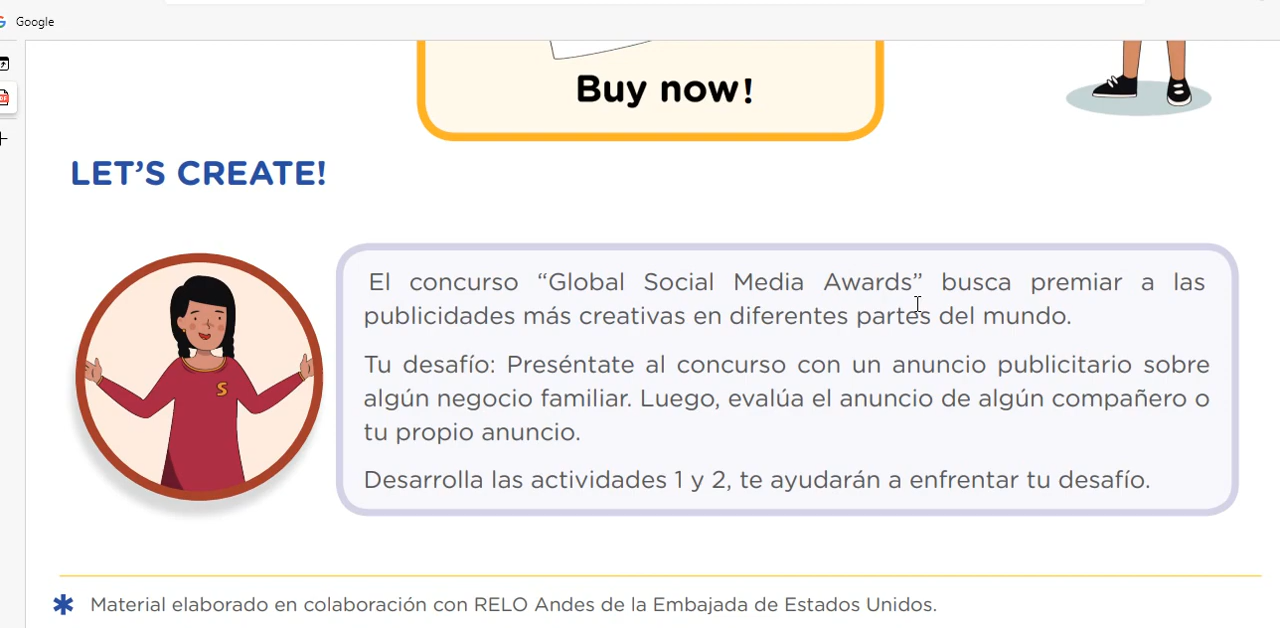 Google
Buy now!
LET'S CREATE!
S
El concurso “Global Social Media Awards” busca premiar a las
publicidades más creativas en diferentes partes del mundo.
Tu desafío: Preséntate al concurso con un anuncio publicitario sobre
algún negocio familiar. Luego, evalúa el anuncio de algún compañero o
tu propio anuncio.
Desarrolla las actividades 1 y 2, te ayudarán a enfrentar tu desafío.
* Material elaborado en colaboración con RELO Andes de la Embajada de Estados Unidos.